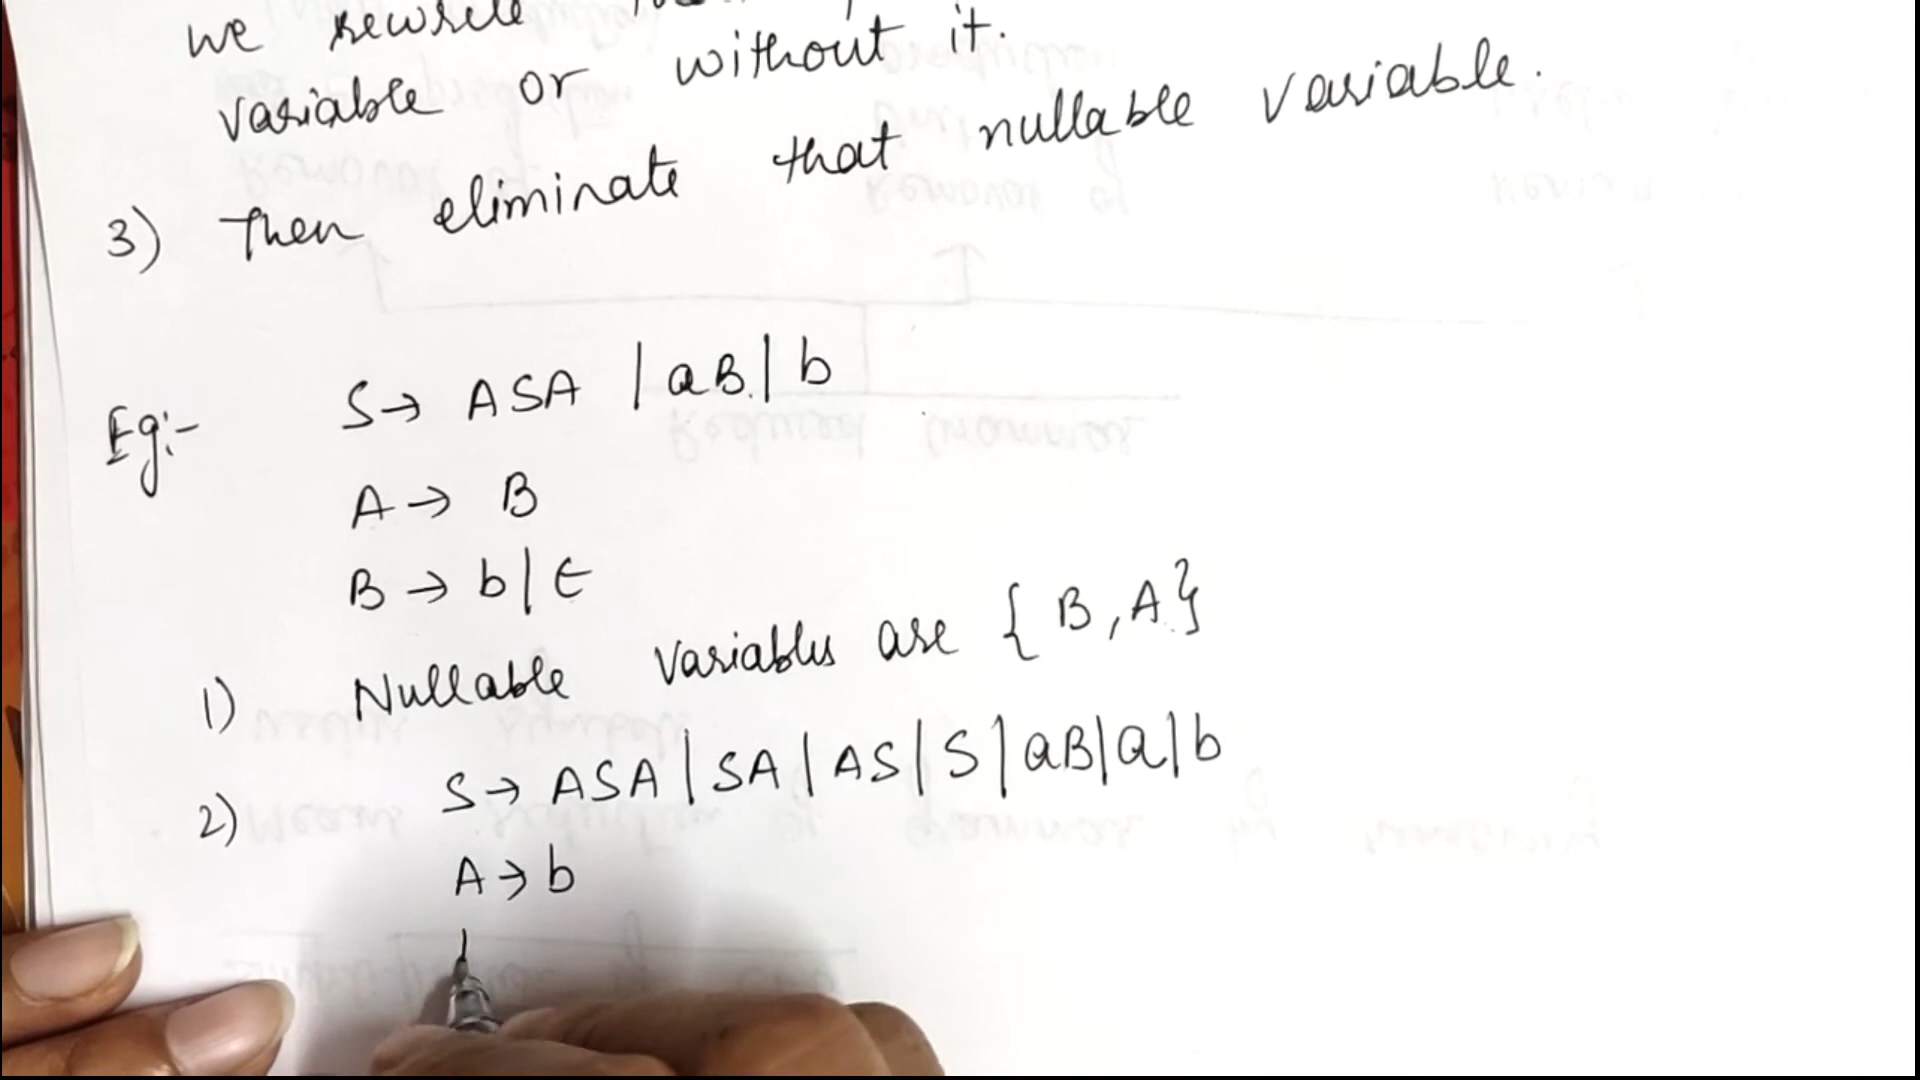 we rewrite
variable or without it.
3) Then eliminate that nullable variable.
Eg:- S → ASA | aB | b
A → B
B → b | ϵ
1) Nullable variables are { B, A }
2) S → ASA | SA | AS | S | aB | a | b
A → b